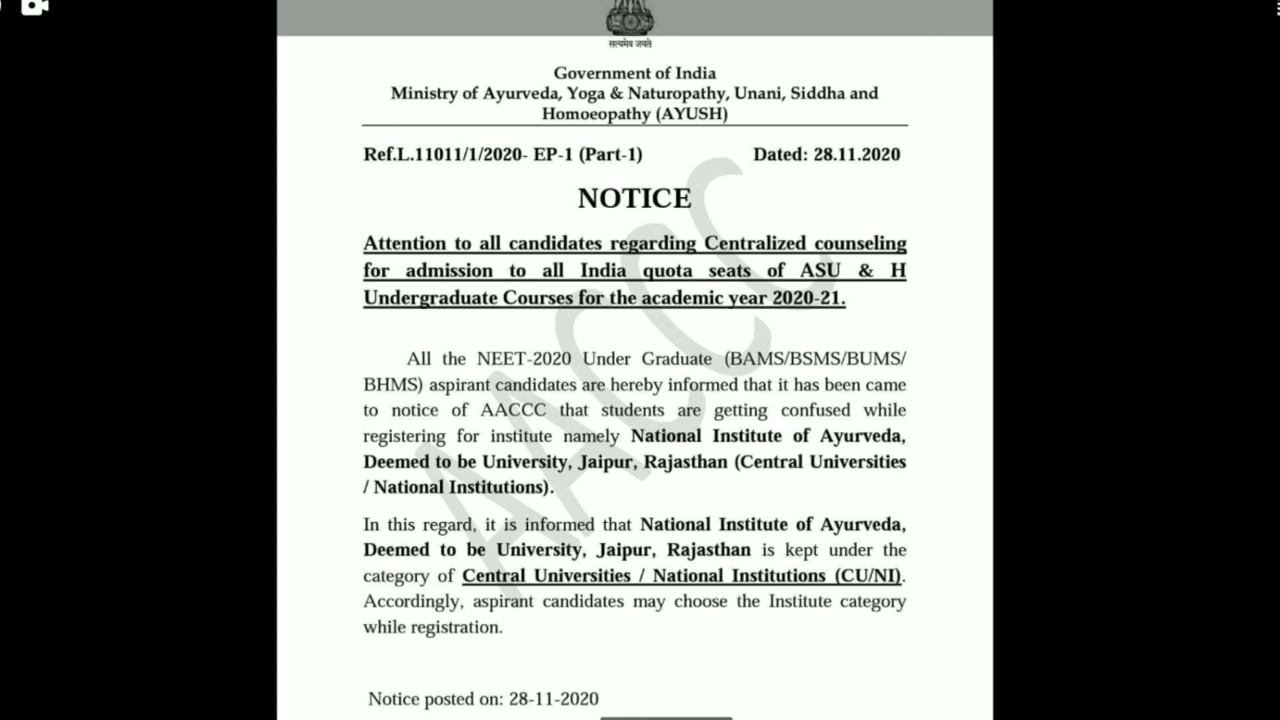 सत्यमेव जयते
Government of India
Ministry of Ayurveda, Yoga & Naturopathy, Unani, Siddha and
Homoeopathy (AYUSH)
Ref.L.11011/1/2020- EP-1 (Part-1) Dated: 28.11.2020
NOTICE
Attention to all candidates regarding Centralized counseling
for admission to all India quota seats of ASU & H
Undergraduate Courses for the academic year 2020-21.
All the NEET-2020 Under Graduate (BAMS/BSMS/BUMS/
BHMS) aspirant candidates are hereby informed that it has been came
to notice of AACCC that students are getting confused while
registering for institute namely National Institute of Ayurveda,
Deemed to be University, Jaipur, Rajasthan (Central Universities
/ National Institutions).
In this regard, it is informed that National Institute of Ayurveda,
Deemed to be University, Jaipur, Rajasthan is kept under the
category of Central Universities / National Institutions (CU/NI).
Accordingly, aspirant candidates may choose the Institute category
while registration.
Notice posted on: 28-11-2020
AACCC